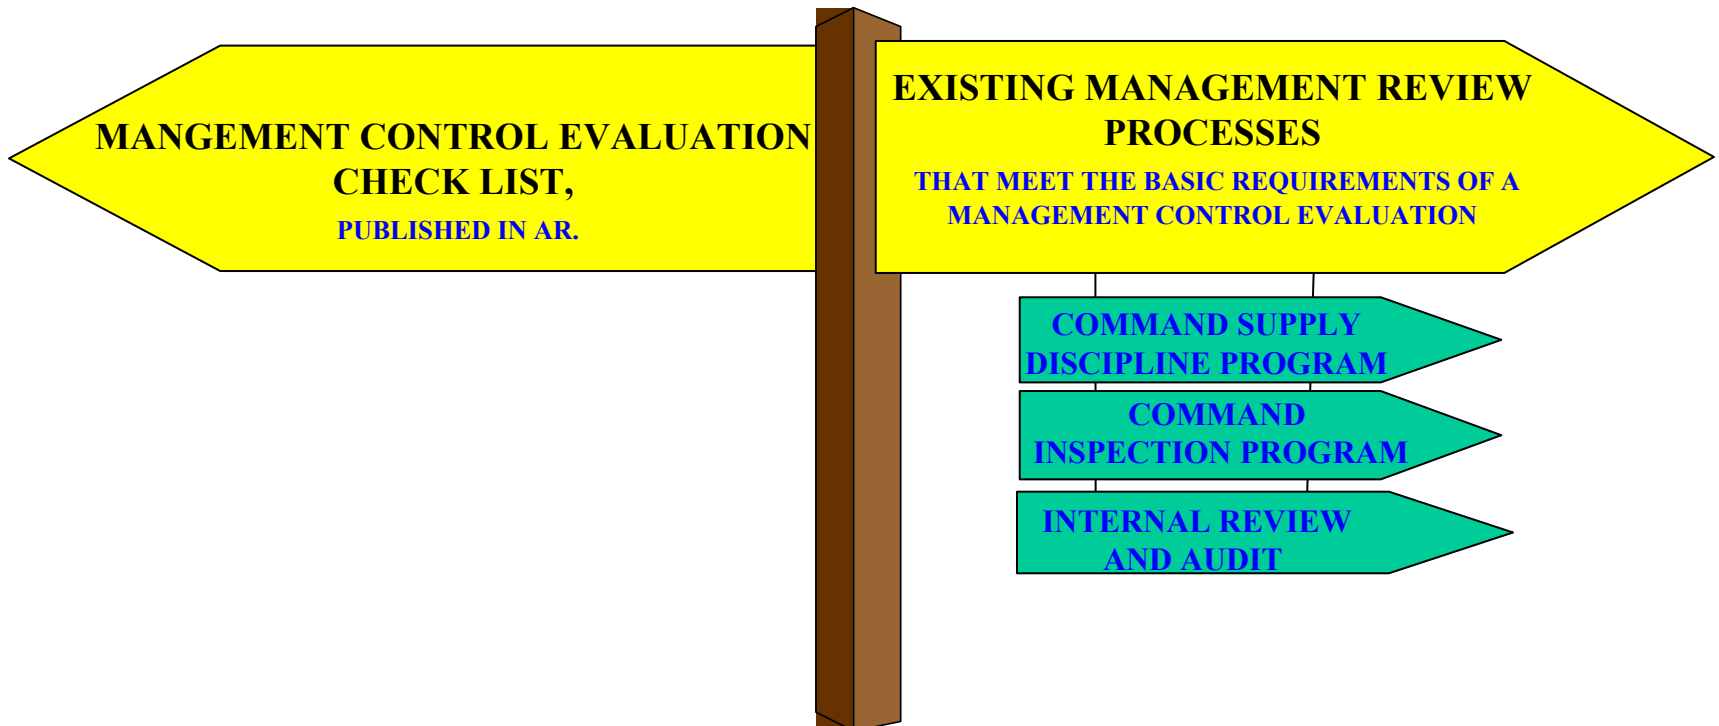 MANGEMENT CONTROL EVALUATION
CHECK LIST,
PUBLISHED IN AR.
EXISTING MANAGEMENT REVIEW
PROCESSES
THAT MEET THE BASIC REQUIREMENTS OF A
MANAGEMENT CONTROL EVALUATION
COMMAND SUPPLY
DISCIPLINE PROGRAM
COMMAND
INSPECTION PROGRAM
INTERNAL REVIEW
AND AUDIT